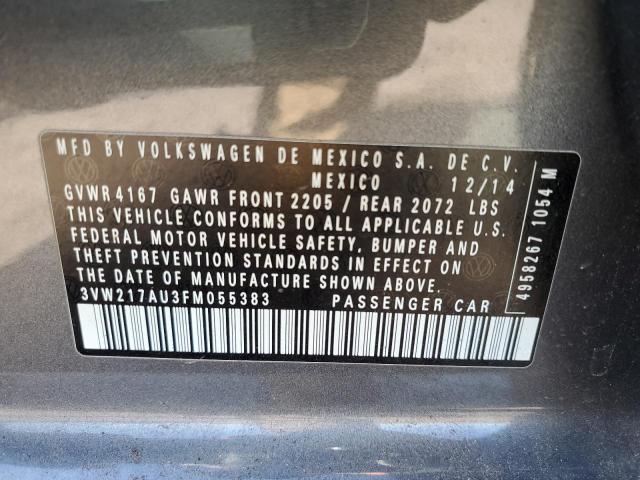 MFD BY VOLKSWAGEN DE MEXICO S.A. DE C.V.
MEXICO 12/14
GVWR 4167 GAWR FRONT 2205 / REAR 2072 LBS
THIS VEHICLE CONFORMS TO ALL APPLICABLE U.S.
FEDERAL MOTOR VEHICLE SAFETY, BUMPER AND
THEFT PREVENTION STANDARDS IN EFFECT ON
THE DATE OF MANUFACTURE SHOWN ABOVE.
3VW217AU3FM055383 PASSENGER CAR
49582671054 M